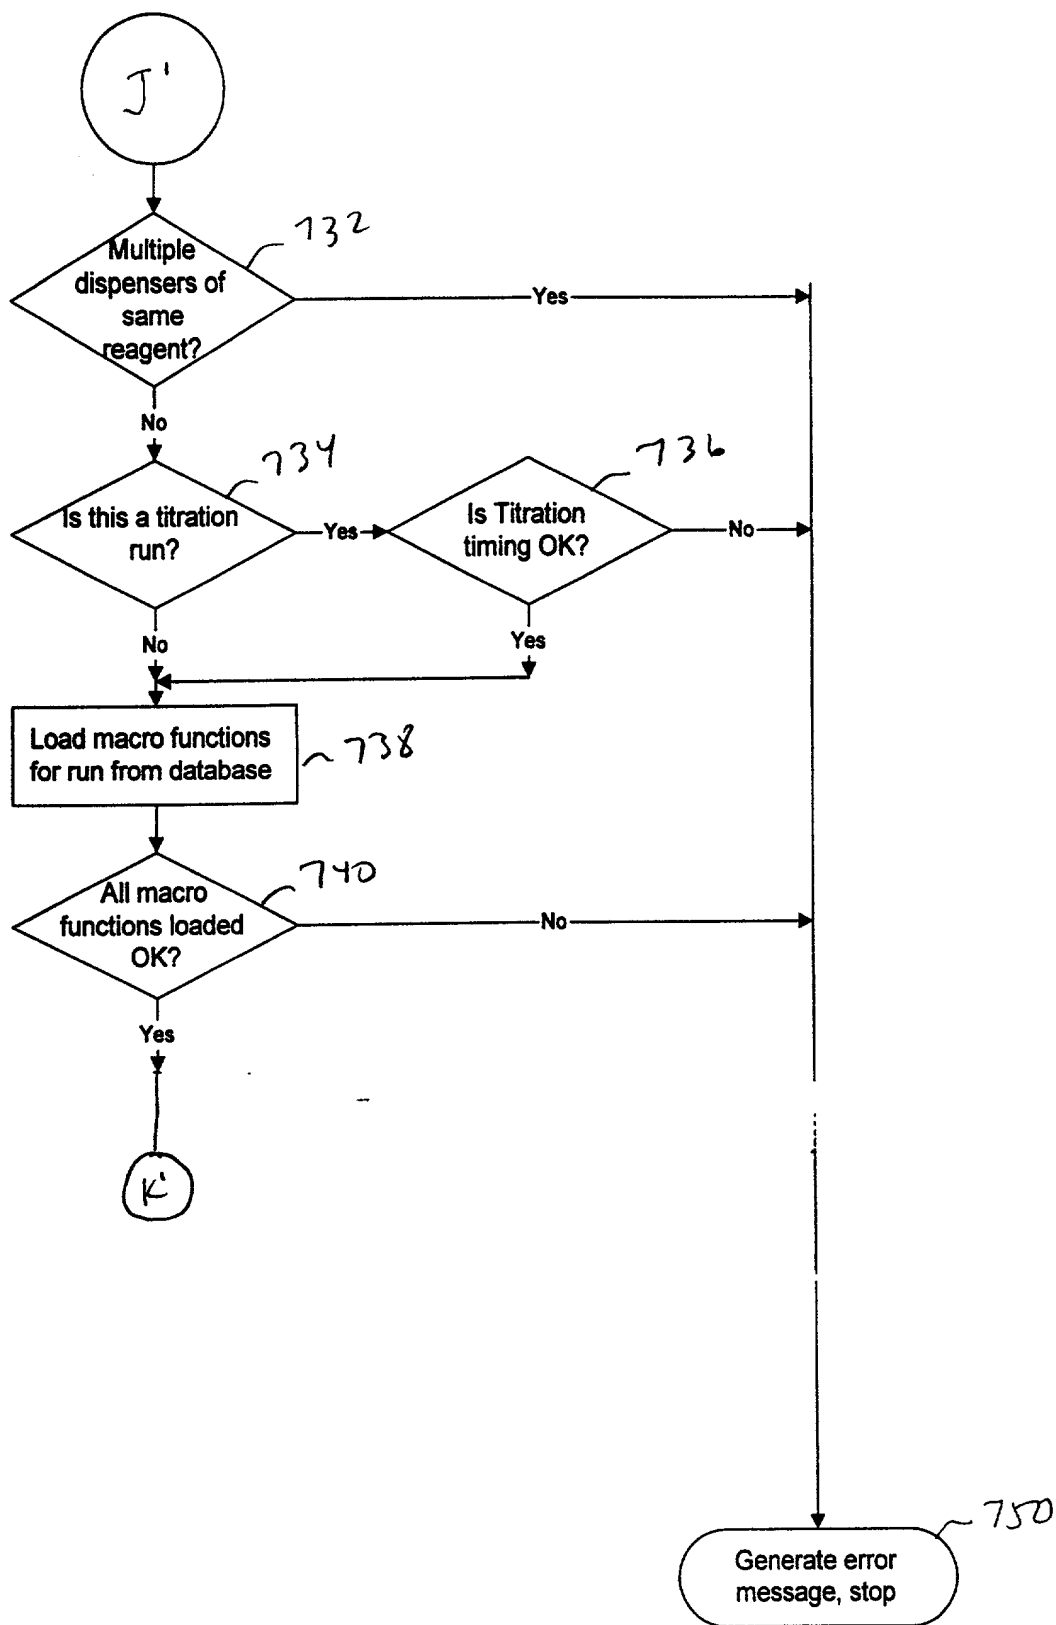 J'
732
Multiple
dispensers of
same
reagent?
Yes
No
734
Is this a titration
run?
Yes
736
Is Titration
timing OK?
No
No
Yes
Load macro functions
for run from database
738
740
All macro
functions loaded
OK?
No
Yes
K'
750
Generate error
message, stop